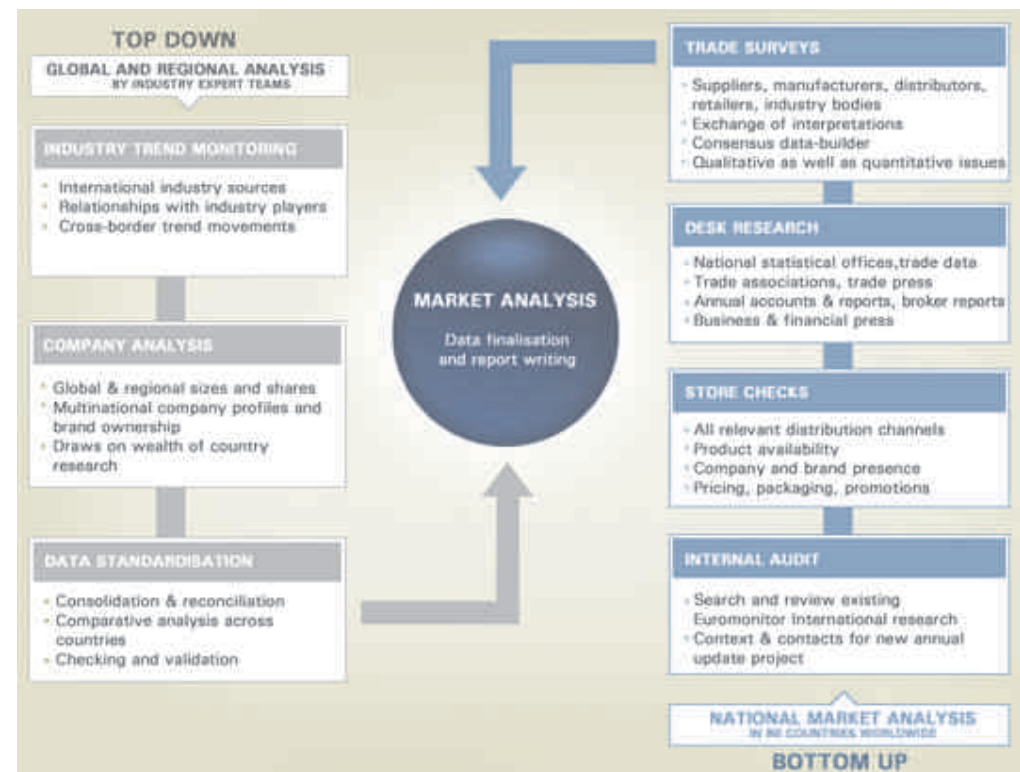 TOP DOWN
GLOBAL AND REGIONAL ANALYSIS
BY INDUSTRY EXPERT TEAMS
INDUSTRY TREND MONITORING
International industry sources
Relationships with industry players
Cross-border trend movements
COMPANY ANALYSIS
Global & regional sizes and shares
Multinational company profiles and
brand ownership
Draws on wealth of country
research
DATA STANDARDISATION
Consolidation & reconciliation
Comparative analysis across
countries
Checking and validation
MARKET ANALYSIS
Data finalisation
and report writing
TRADE SURVEYS
Suppliers, manufacturers, distributors,
retailers, industry bodies
Exchange of interpretations
Consensus data-builder
Qualitative as well as quantitative issues
DESK RESEARCH
National statistical offices,trade data
Trade associations, trade press
Annual accounts & reports, broker reports
Business & financial press
STORE CHECKS
All relevant distribution channels
Product availability
Company and brand presence
Pricing, packaging, promotions
INTERNAL AUDIT
Search and review existing
Euromonitor International research
Context & contacts for new annual
update project
NATIONAL MARKET ANALYSIS
IN 80 COUNTRIES WORLDWIDE
BOTTOM UP